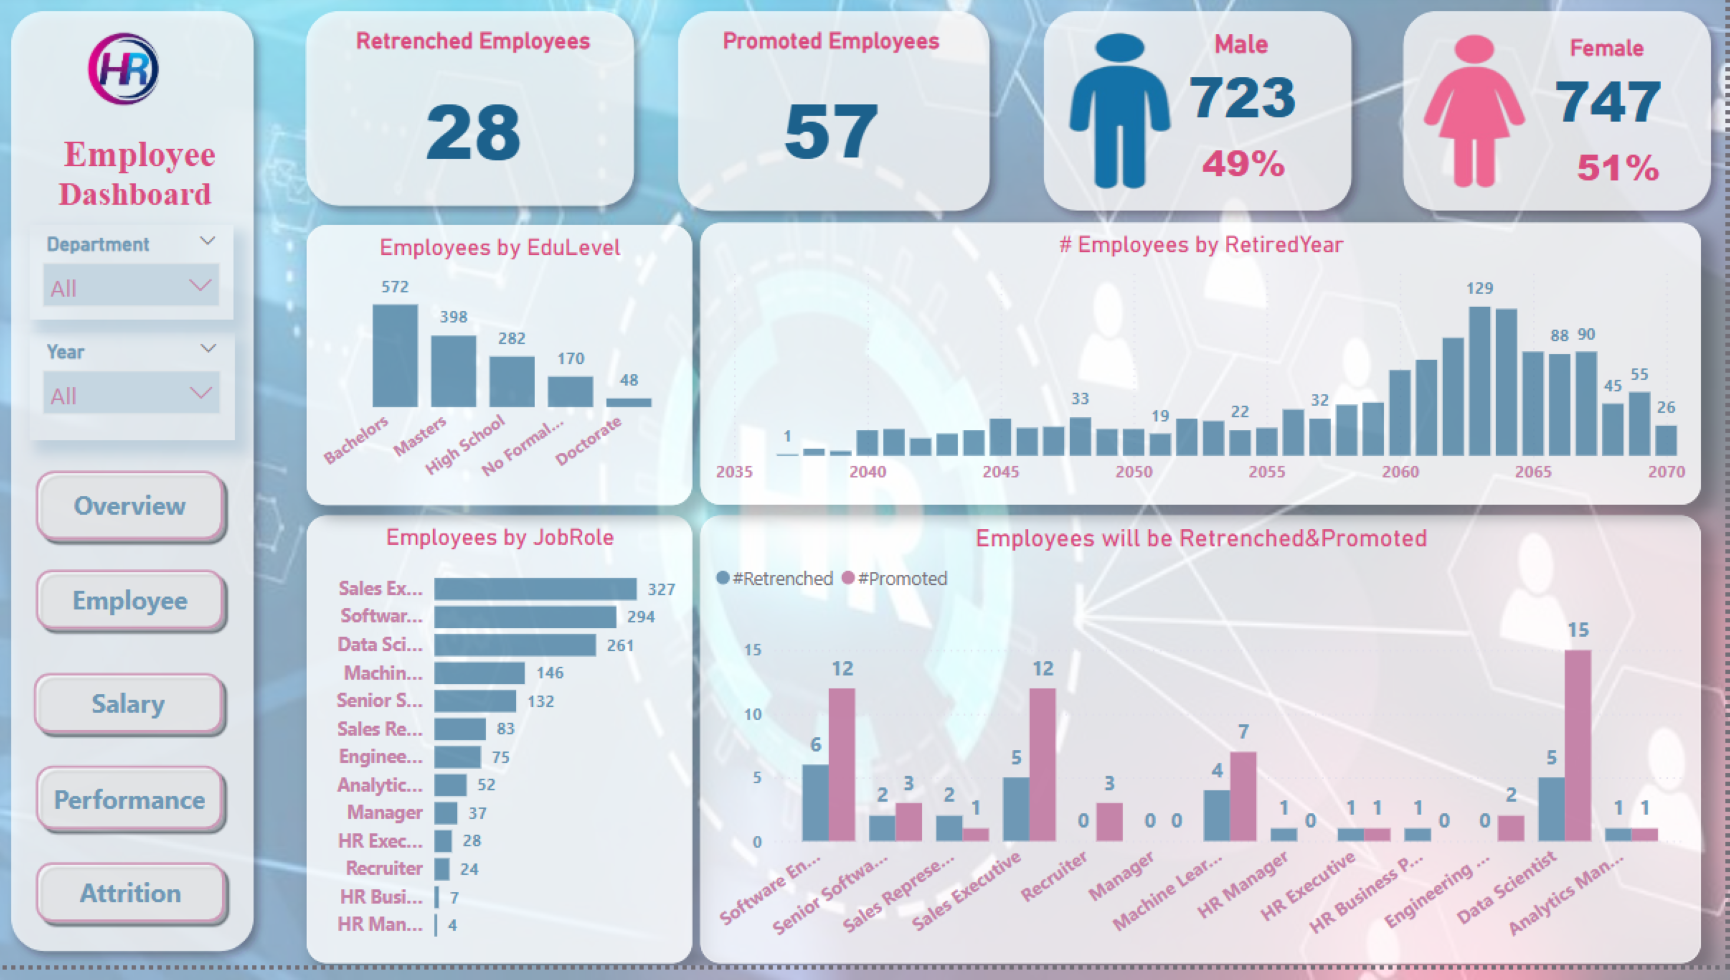 HR
Employee
Dashboard
Department
All
Year
All
Overview
Employee
Salary
Performance
Attrition
Retrenched Employees
28
Promoted Employees
57
Male
723
49%
Female
747
51%
Employees by EduLevel
572
398
282
170
48
Bachelors
Masters
High School
No Formal...
Doctorate
# Employees by RetiredYear
1
33
19
22
32
129
88
90
45
55
26
2035
2040
2045
2050
2055
2060
2065
2070
HR
Employees by JobRole
Sales Ex... 327
Softwar... 294
Data Sci... 261
Machin... 146
Senior S... 132
Sales Re... 83
Enginee... 75
Analytic... 52
Manager 37
HR Exec... 28
Recruiter 24
HR Busi... 7
HR Man... 4
Employees will be Retrenched&Promoted
#Retrenched #Promoted
15
10
5
0
6 12
2 3
2 1
5 12
0 3
0 0
4 7
1 0
1 1
1 0
0 2
5 15
1 1
Software En...
Senior Softwa...
Sales Represe...
Sales Executive
Recruiter
Manager
Machine Lear...
HR Manager
HR Executive
HR Business P...
Engineering ...
Data Scientist
Analytics Man...